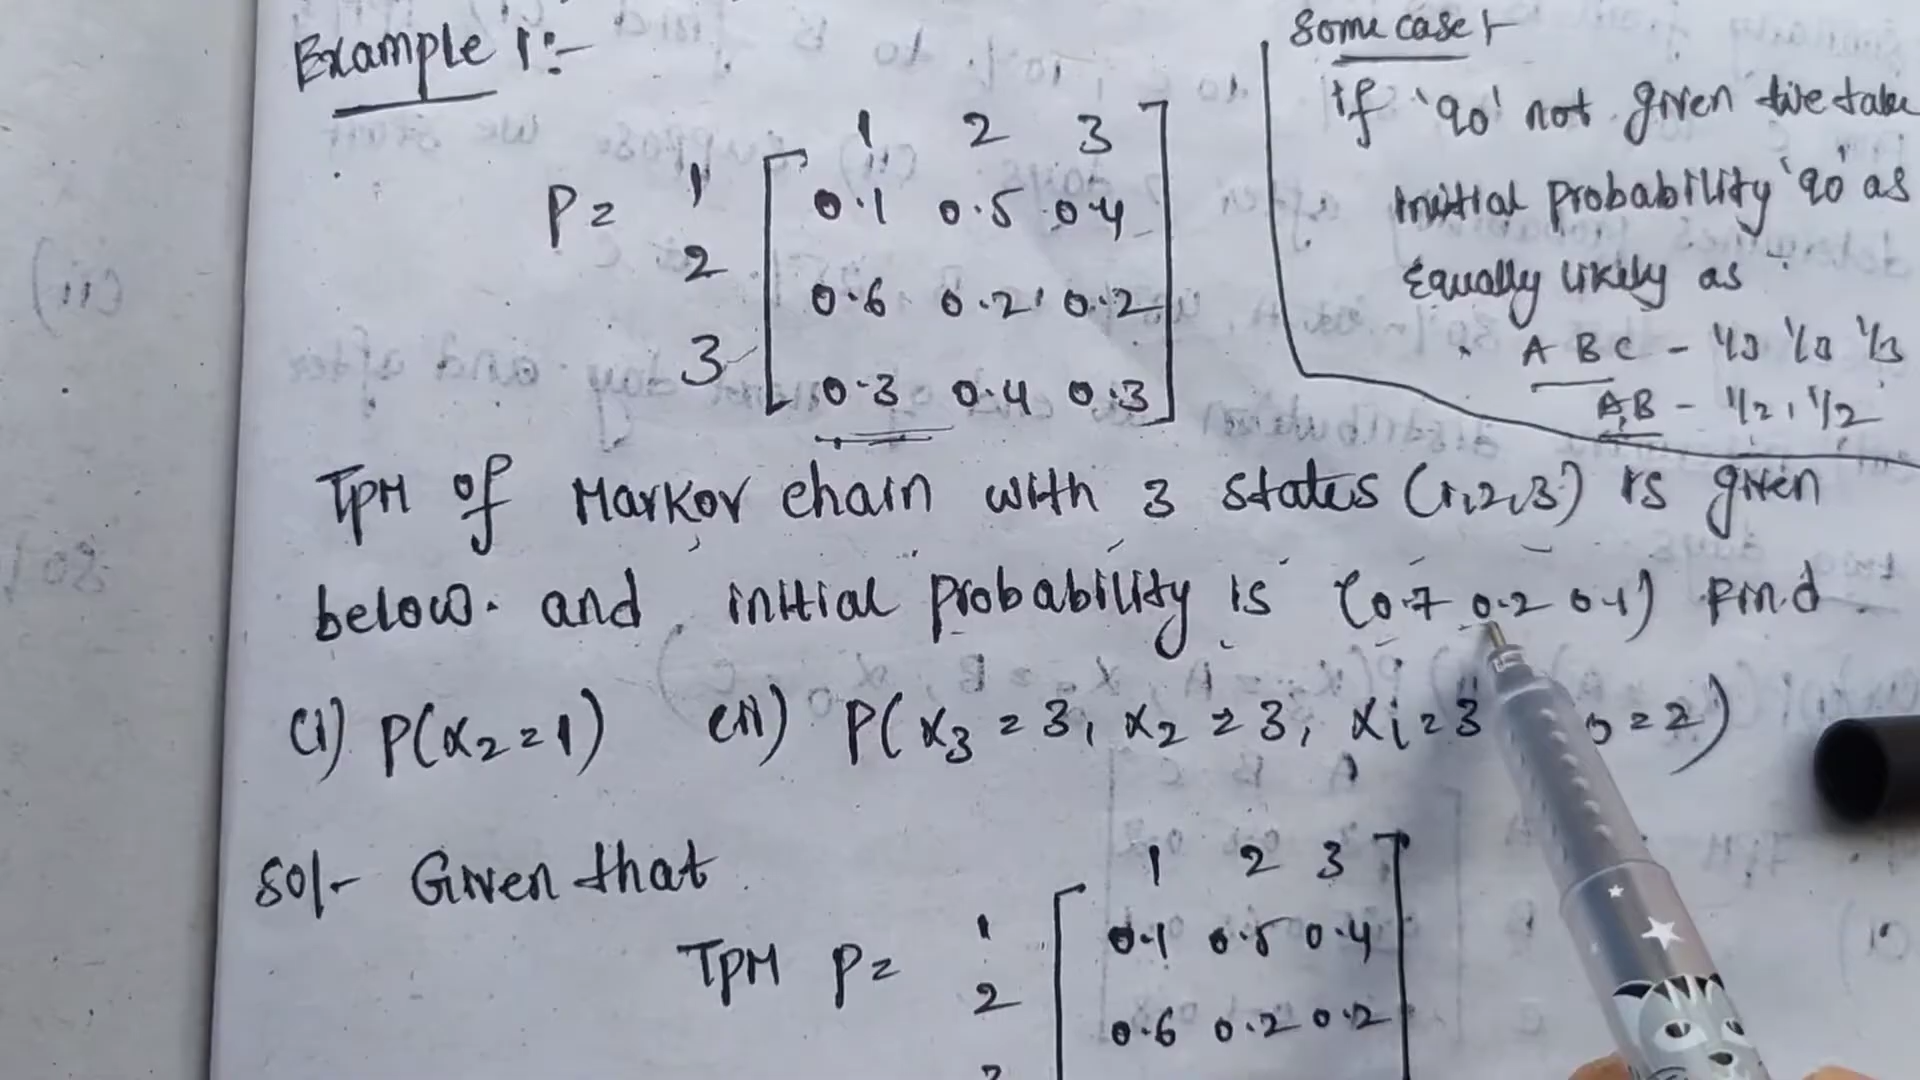 Example 1:-
1 2 3
P = 1 0.1 0.5 0.4
2 0.6 0.2 0.2
3 0.3 0.4 0.3
Some case
if 'q0' not given take
initial probability 'q0' as
Equally likely as
A B C - 1/3 1/3 1/3
A,B - 1/2, 1/2
TPM of Markov chain with 3 states (1,2,3) is given
below. and initial probability is (0.7 0.2 0.1) Find
(i) P(x2=1) (ii) P(x3=3, x2=3, x1=3 =2)
Sol- Given that
1 2 3
TPM P = 1 0.1 0.5 0.4
2 0.6 0.2 0.2